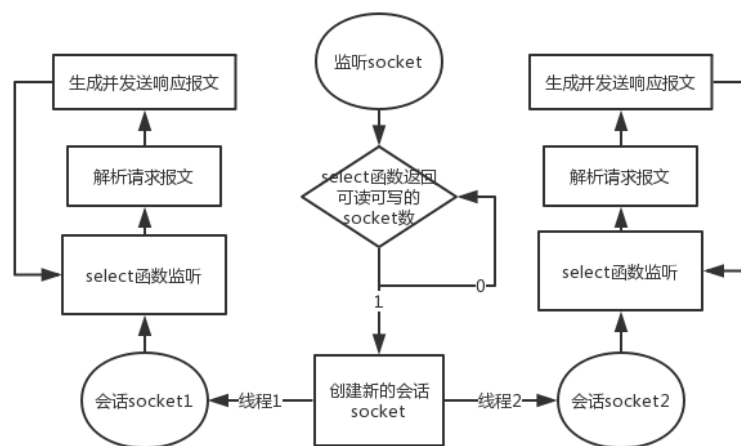 监听socket
生成并发送响应报文
生成并发送响应报文
解析请求报文
select函数返回
可读可写的
socket数
解析请求报文
select函数监听
select函数监听
0
1
会话socket1
线程1
创建新的会话
socket
线程2
会话socket2